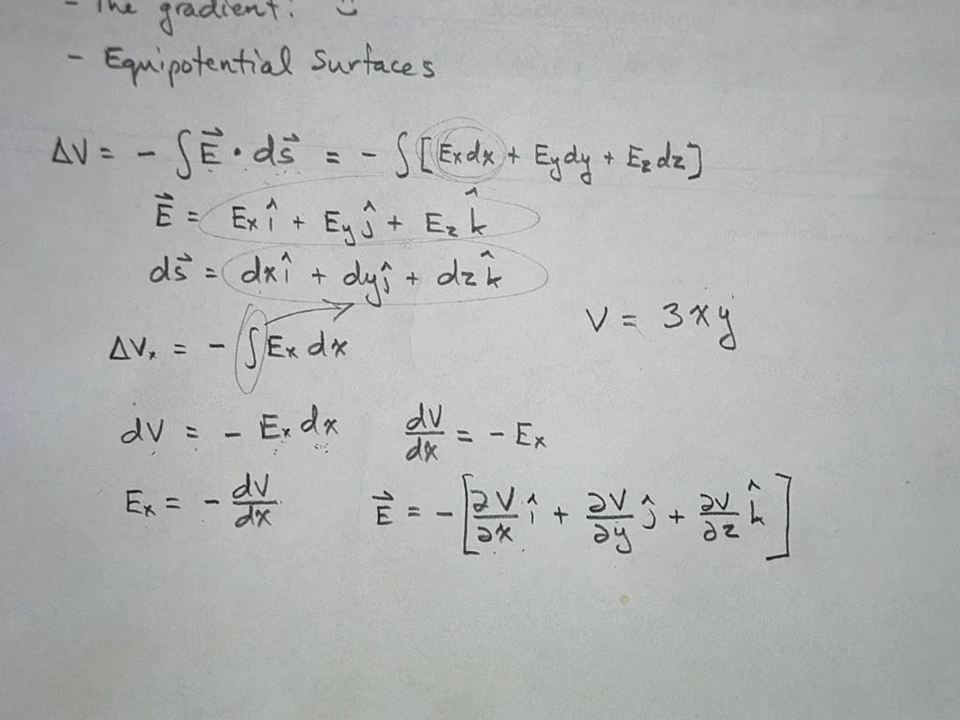 - The gradient. ☺
- Equipotential Surfaces
ΔV = - ∫ E⃗ • ds⃗ = - ∫ [Exdx + Eydy + Ezdz]
E⃗ = Ex î + Ey ĵ + Ez k̂
ds⃗ = dx î + dy ĵ + dz k̂
V = 3xy
ΔVx = - ∫ Ex dx
dV = - Ex dx    dV/dx = - Ex
Ex = - dV/dx    E⃗ = - [∂V/∂x î + ∂V/∂y ĵ + ∂V/∂z k̂]